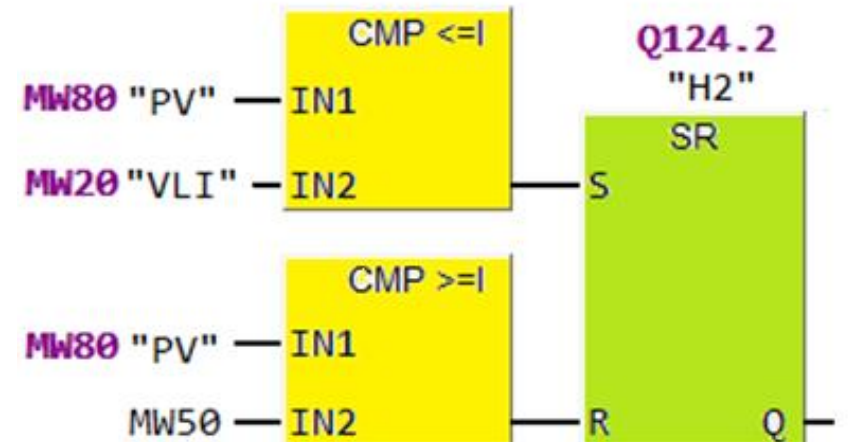 CMP <=I
Q124.2
"H2"
MW80 "PV" IN1
SR
MW20 "VLI" IN2
S
CMP >=I
MW80 "PV" IN1
MW50 IN2
R Q